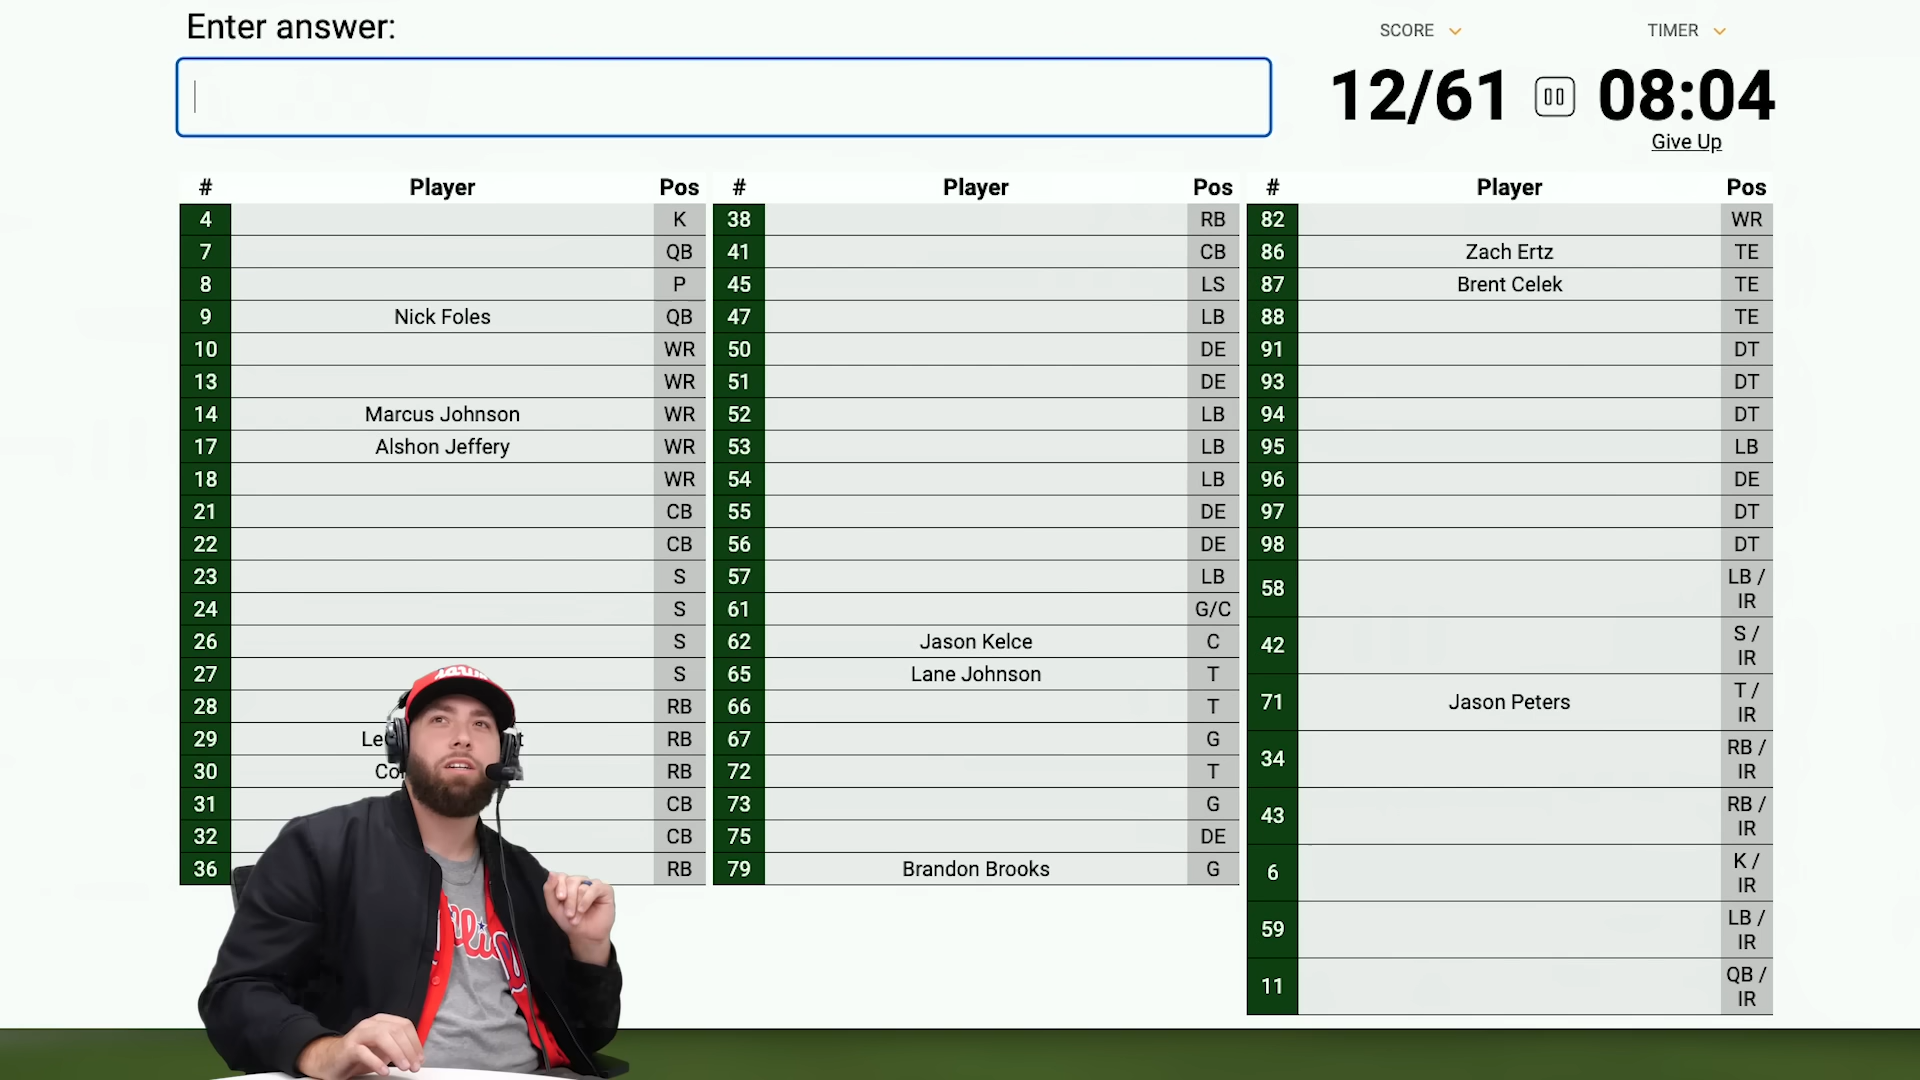 Enter answer:
SCORE
TIMER
12/61
08:04
Give Up
# Player Pos
4 K
7 QB
8 P
9 Nick Foles QB
10 WR
13 WR
14 Marcus Johnson WR
17 Alshon Jeffery WR
18 WR
21 CB
22 CB
23 S
24 S
26 S
27 S
28 RB
29 RB
30 RB
31 CB
32 CB
36 RB
# Player Pos
38 RB
41 CB
45 LS
47 LB
50 DE
51 DE
52 LB
53 LB
54 LB
55 DE
56 DE
57 LB
61 G/C
62 Jason Kelce C
65 Lane Johnson T
66 T
67 G
72 T
73 G
75 DE
79 Brandon Brooks G
# Player Pos
82 WR
86 Zach Ertz TE
87 Brent Celek TE
88 TE
91 DT
93 DT
94 DT
95 LB
96 DE
97 DT
98 DT
58 LB / IR
42 S / IR
71 Jason Peters T / IR
34 RB / IR
43 RB / IR
6 K / IR
59 LB / IR
11 QB / IR